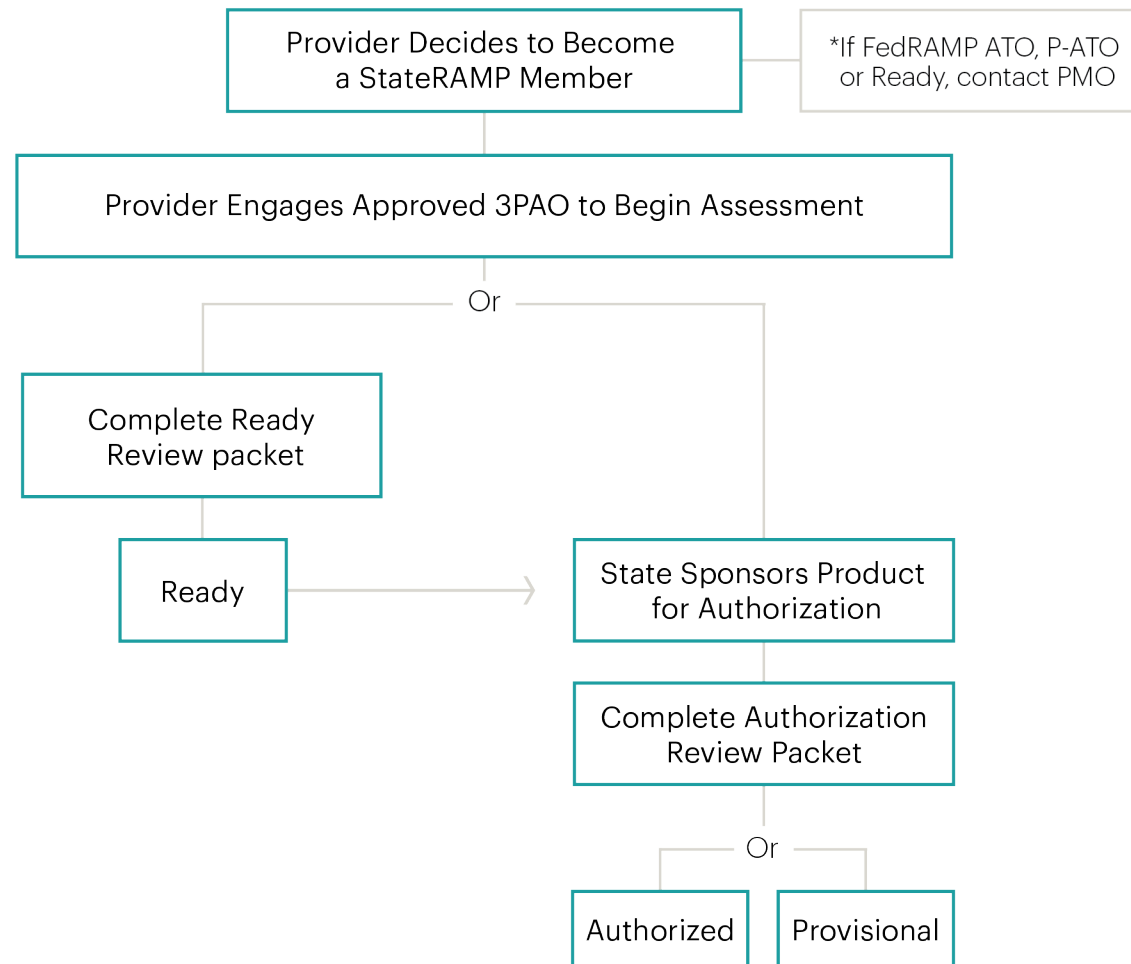 Provider Decides to Become
a StateRAMP Member
*If FedRAMP ATO, P-ATO
or Ready, contact PMO
Provider Engages Approved 3PAO to Begin Assessment
Or
Complete Ready
Review packet
Ready
State Sponsors Product
for Authorization
Complete Authorization
Review Packet
Or
Authorized
Provisional